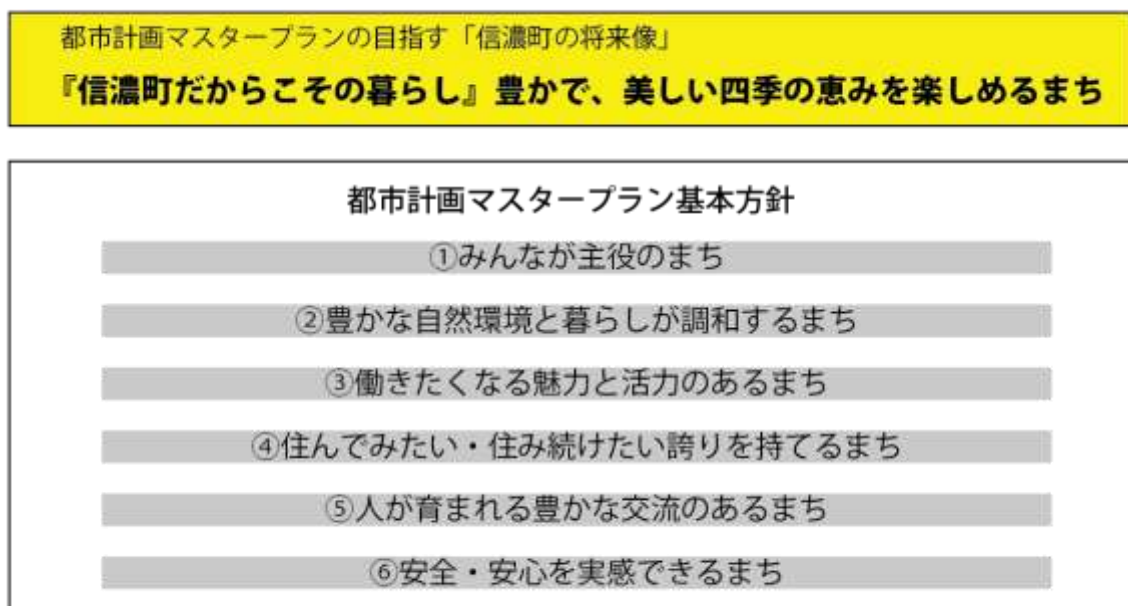 都市計画マスタープランの目指す「信濃町の将来像」
『信濃町だからこその暮らし』豊かで、美しい四季の恵みを楽しめるまち
都市計画マスタープラン基本方針
①みんなが主役のまち
②豊かな自然環境と暮らしが調和するまち
③働きたくなる魅力と活力のあるまち
④住んでみたい・住み続けたい誇りを持てるまち
⑤人が育まれる豊かな交流のあるまち
⑥安全・安心を実感できるまち